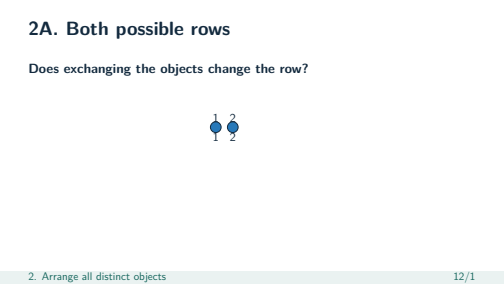 2A. Both possible rows
Does exchanging the objects change the row?
1 2
1 2
2. Arrange all distinct objects 12/1